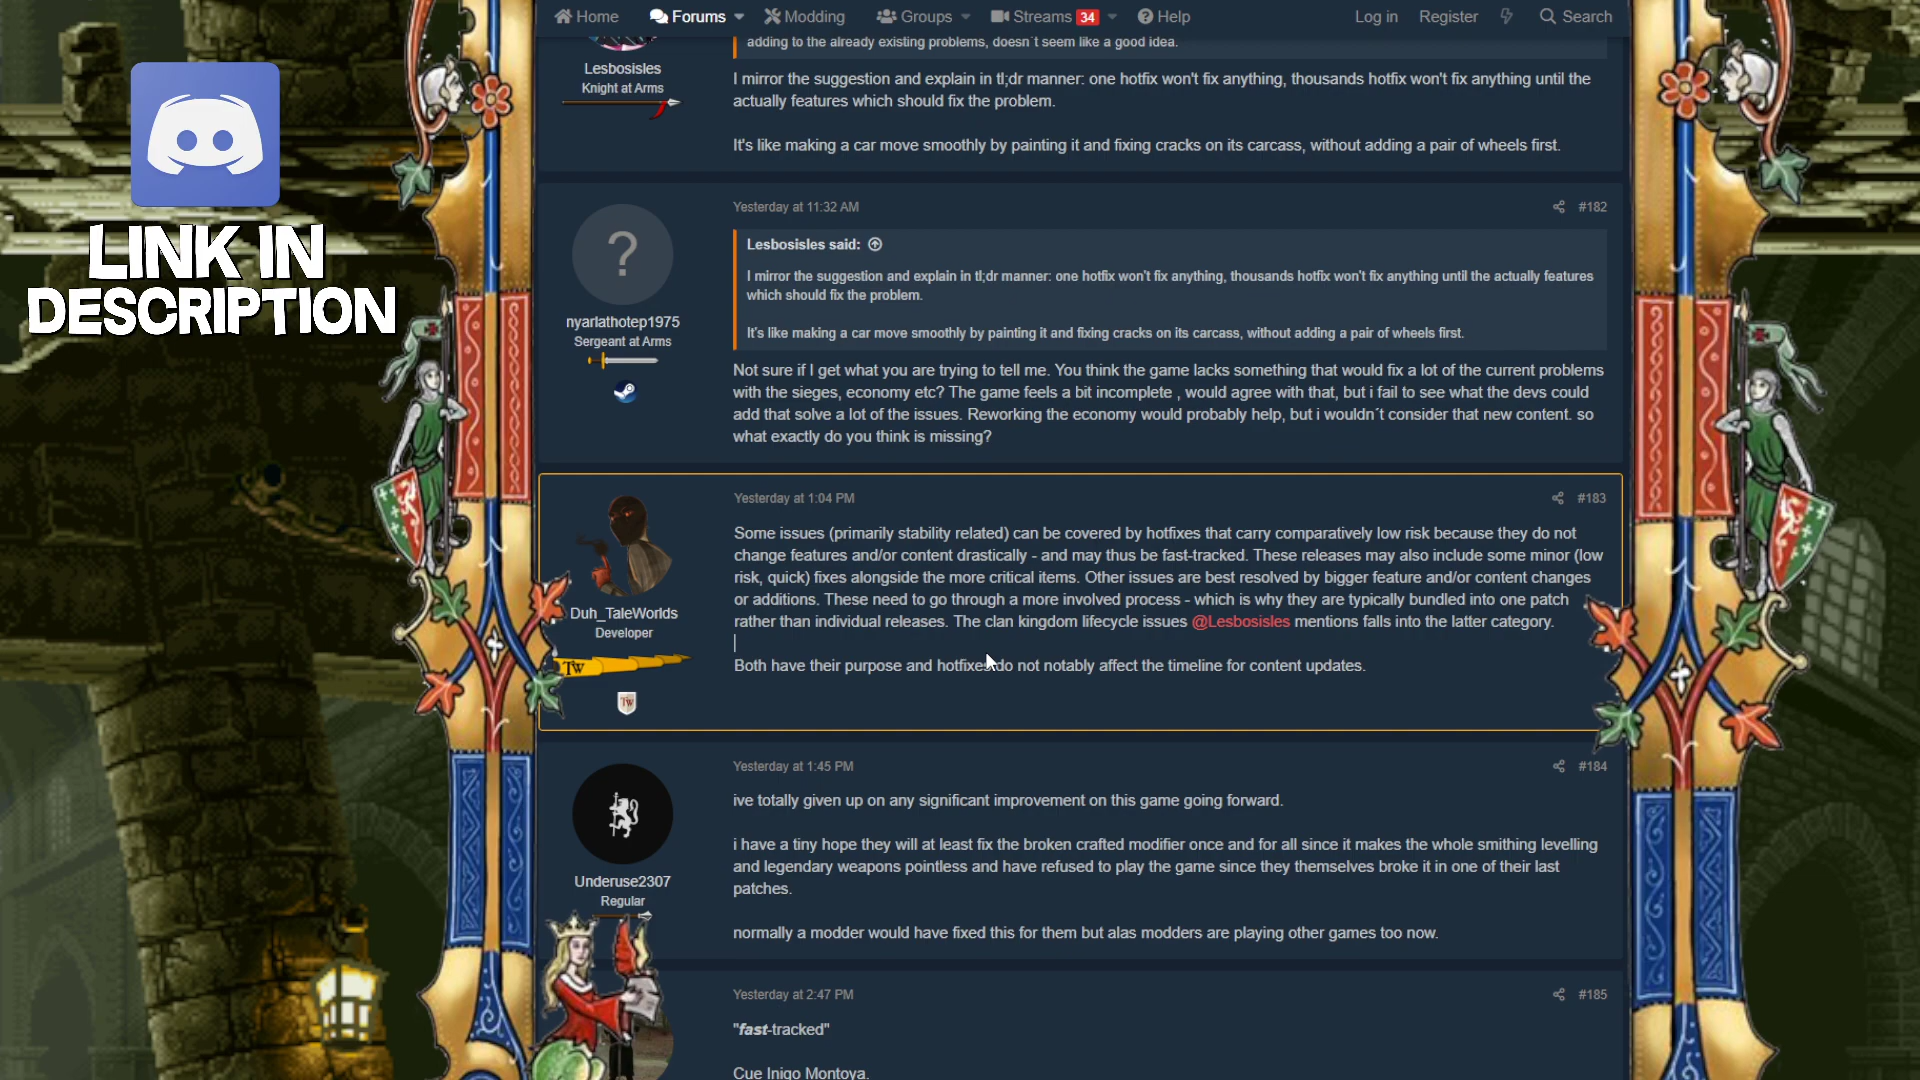 Home
Forums
Modding
Groups
Streams 34
Help
Log in
Register
Search
LINK IN
DESCRIPTION
adding to the already existing problems, doesn´t seem like a good idea.
Lesbosisles
Knight at Arms
I mirror the suggestion and explain in tl;dr manner: one hotfix won't fix anything, thousands hotfix won't fix anything until the
actually features which should fix the problem.
It's like making a car move smoothly by painting it and fixing cracks on its carcass, without adding a pair of wheels first.
Yesterday at 11:32 AM
#182
?
nyarlathotep1975
Sergeant at Arms
Lesbosisles said:
I mirror the suggestion and explain in tl;dr manner: one hotfix won't fix anything, thousands hotfix won't fix anything until the actually features
which should fix the problem.
It's like making a car move smoothly by painting it and fixing cracks on its carcass, without adding a pair of wheels first.
Not sure if I get what you are trying to tell me. You think the game lacks something that would fix a lot of the current problems
with the sieges, economy etc? The game feels a bit incomplete , would agree with that, but i fail to see what the devs could
add that solve a lot of the issues. Reworking the economy would probably help, but i wouldn´t consider that new content. so
what exactly do you think is missing?
Yesterday at 1:04 PM
#183
Duh_TaleWorlds
Developer
TW
TW
Some issues (primarily stability related) can be covered by hotfixes that carry comparatively low risk because they do not
change features and/or content drastically - and may thus be fast-tracked. These releases may also include some minor (low
risk, quick) fixes alongside the more critical items. Other issues are best resolved by bigger feature and/or content changes
or additions. These need to go through a more involved process - which is why they are typically bundled into one patch
rather than individual releases. The clan kingdom lifecycle issues @Lesbosisles mentions falls into the latter category.
Both have their purpose and hotfixes do not notably affect the timeline for content updates.
Yesterday at 1:45 PM
#184
Underuse2307
Regular
ive totally given up on any significant improvement on this game going forward.
i have a tiny hope they will at least fix the broken crafted modifier once and for all since it makes the whole smithing levelling
and legendary weapons pointless and have refused to play the game since they themselves broke it in one of their last
patches.
normally a modder would have fixed this for them but alas modders are playing other games too now.
Yesterday at 2:47 PM
#185
"fast-tracked"
Cue Inigo Montoya.